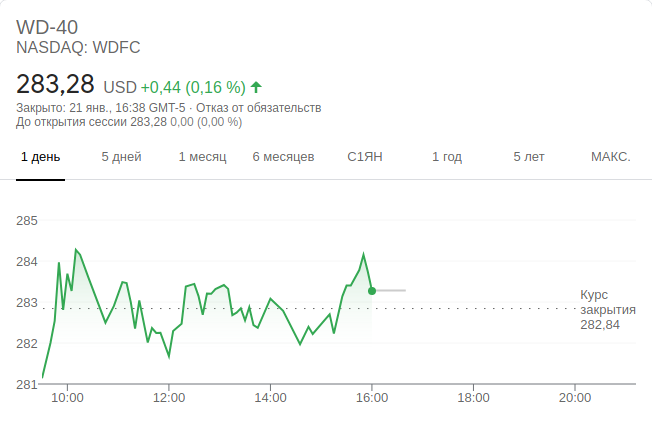 WD-40
NASDAQ: WDFC
283,28 USD +0,44 (0,16 %)
Закрыто: 21 янв., 16:38 GMT-5 · Отказ от обязательств
До открытия сессии 283,28 0,00 (0,00 %)
1 день 5 дней 1 месяц 6 месяцев С1ЯН 1 год 5 лет МАКС.
285
284
283
282
281
Курс
закрытия
282,84
10:00 12:00 14:00 16:00 18:00 20:00